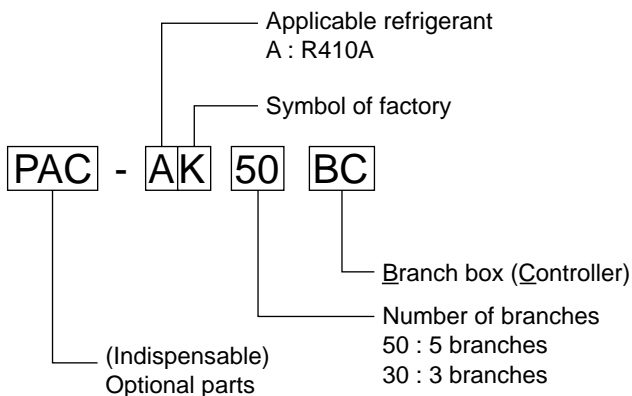 Applicable refrigerant
A : R410A
Symbol of factory
PAC - AK 50 BC
Branch box (Controller)
Number of branches
50 : 5 branches
30 : 3 branches
(Indispensable)
Optional parts